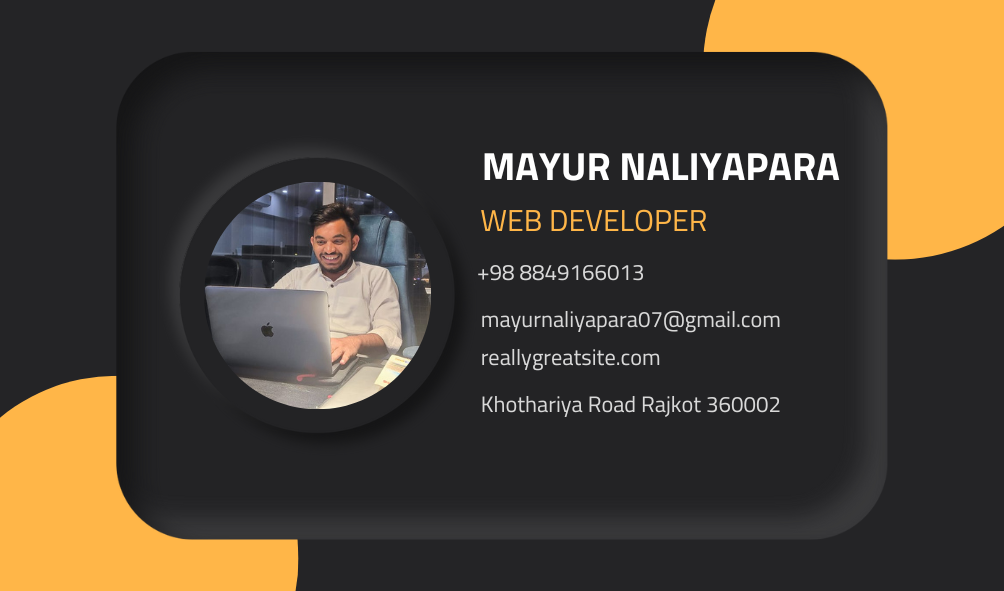 MAYUR NALIYAPARA
WEB DEVELOPER
+98 8849166013
mayurnaliyapara07@gmail.com
reallygreatsite.com
Khothariya Road Rajkot 360002